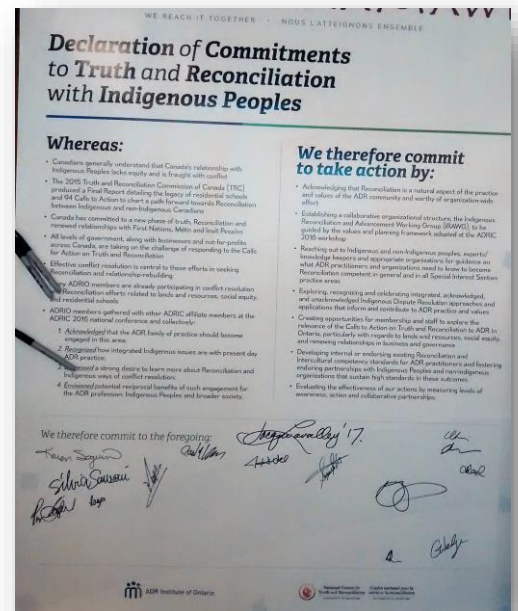 WE REACH IT TOGETHER - NOUS L'ATTEIGNONS ENSEMBLE
Declaration of Commitments
to Truth and Reconciliation
with Indigenous Peoples
Whereas:
• Canadians generally understand that Canada's relationship with
Indigenous Peoples lacks equity and is fraught with conflict
• The 2015 Truth and Reconciliation Commission of Canada [TRC]
produced a Final Report detailing the legacy of residential schools
and 94 Calls to Action to chart a path forward towards Reconciliation
between Indigenous and non-Indigenous Canadians
• Canada has committed to a new phase of truth, Reconciliation and
renewed relationships with First Nations, Métis and Inuit Peoples
• All levels of government, along with businesses and not-for-profits
across Canada, are taking on the challenge of responding to the Calls
for Action on Truth and Reconciliation
• Effective conflict resolution is central to those efforts in seeking
Reconciliation and relationship-rebuilding
ADRIO members are already participating in conflict resolution
Reconciliation efforts related to lands and resources, social equity,
and residential schools
• ADRIO members gathered with other ADRIC affiliate members at the
ADRIC 2015 national conference and collectively:
1. Acknowledged that the ADR family of practice should become
engaged in this area.
2. Recognized how integrated Indigenous issues are with present day
ADR practice.
a strong desire to learn more about Reconciliation and
Indigenous ways of conflict resolution.
4. Envisioned potential reciprocal benefits of such engagement for
the ADR profession, Indigenous Peoples and broader society.
We therefore commit
to take action by:
• Acknowledging that Reconciliation is a natural aspect of the practice
and values of the ADR community and worthy of organization-wide
effort
• Establishing a collaborative organizational structure, the Indigenous
Reconciliation and Advancement Working Group [IRAWG], to be
guided by the values and planning framework adopted at the ADRIC
2016 workshop
• Reaching out to Indigenous and non-Indigenous peoples, experts/
knowledge keepers and appropriate organizations for guidance on
what ADR practitioners and organizations need to know to become
Reconciliation competent in general and in all Special Interest Section
practice areas
• Exploring, recognizing and celebrating integrated, acknowledged,
and unacknowledged Indigenous Dispute Resolution approaches and
applications that inform and contribute to ADR practice and values
• Creating opportunities for membership and staff to explore the
relevance of the Calls to Action on Truth and Reconciliation to ADR in
Ontario, particularly with regards to lands and resources, social equity,
and renewing relationships in business and governance
• Developing internal or endorsing existing Reconciliation and
Intercultural competency standards for ADR practitioners and fostering
enduring partnerships with Indigenous Peoples and non-Indigenous
organizations that sustain high standards in these outcomes
• Evaluating the effectiveness of our actions by measuring levels of
awareness, action and collaborative partnerships
We therefore commit to the foregoing:
'17.
ADR Institute of Ontario
National Centre for
Truth and Reconciliation